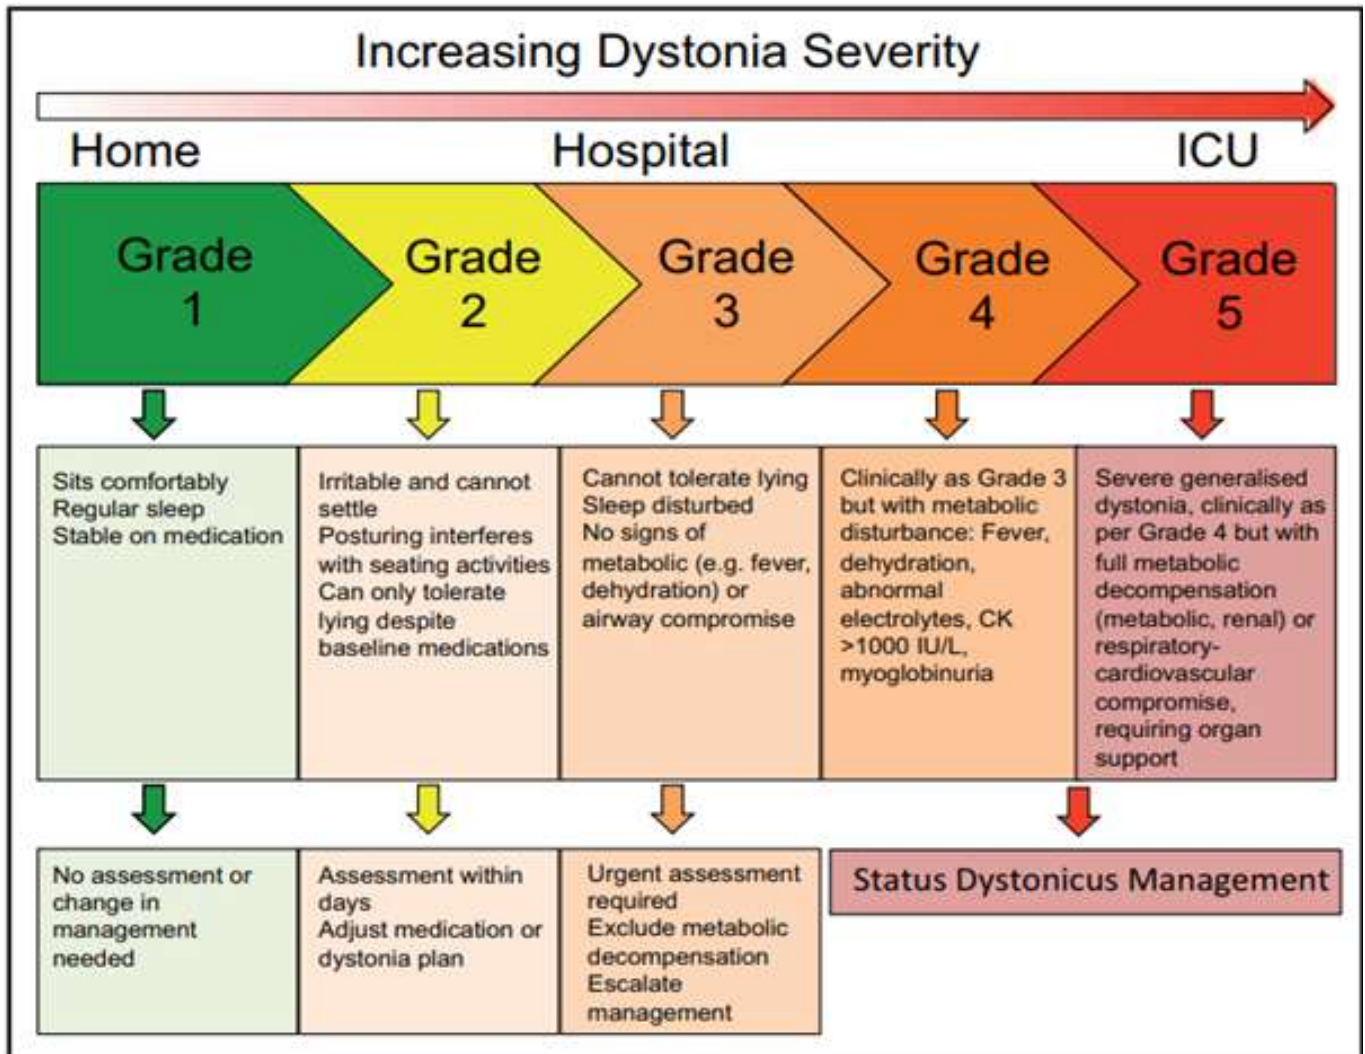 Increasing Dystonia Severity
Home
Hospital
ICU
Grade
1
Grade
2
Grade
3
Grade
4
Grade
5
Sits comfortably
Regular sleep
Stable on medication
Irritable and cannot
settle
Posturing interferes
with seating activities
Can only tolerate
lying despite
baseline medications
Cannot tolerate lying
Sleep disturbed
No signs of
metabolic (e.g. fever,
dehydration) or
airway compromise
Clinically as Grade 3
but with metabolic
disturbance: Fever,
dehydration,
abnormal
electrolytes, CK
>1000 IU/L,
myoglobinuria
Severe generalised
dystonia, clinically as
per Grade 4 but with
full metabolic
decompensation
(metabolic, renal) or
respiratory-
cardiovascular
compromise,
requiring organ
support
No assessment or
change in
management
needed
Assessment within
days
Adjust medication or
dystonia plan
Urgent assessment
required
Exclude metabolic
decompensation
Escalate
management
Status Dystonicus Management